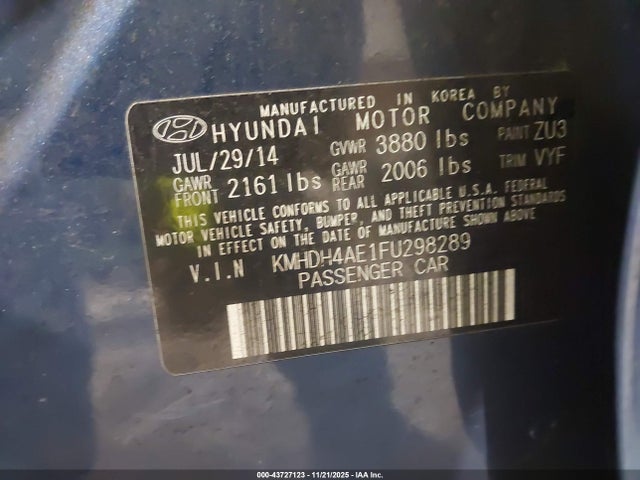 MANUFACTURED IN KOREA BY
HYUNDAI MOTOR COMPANY
JUL/29/14 GVWR 3880 lbs PAINT ZU3
GAWR FRONT 2161 lbs GAWR REAR 2006 lbs TRIM VYF
THIS VEHICLE CONFORMS TO ALL APPLICABLE U.S.A. FEDERAL
MOTOR VEHICLE SAFETY, BUMPER, AND THEFT PREVENTION STANDARDS
IN EFFECT ON THE DATE OF MANUFACTURE SHOWN ABOVE.
V.I.N KMHDH4AE1FU298289
PASSENGER CAR
000-43727123 - 11/21/2025 - IAA Inc.